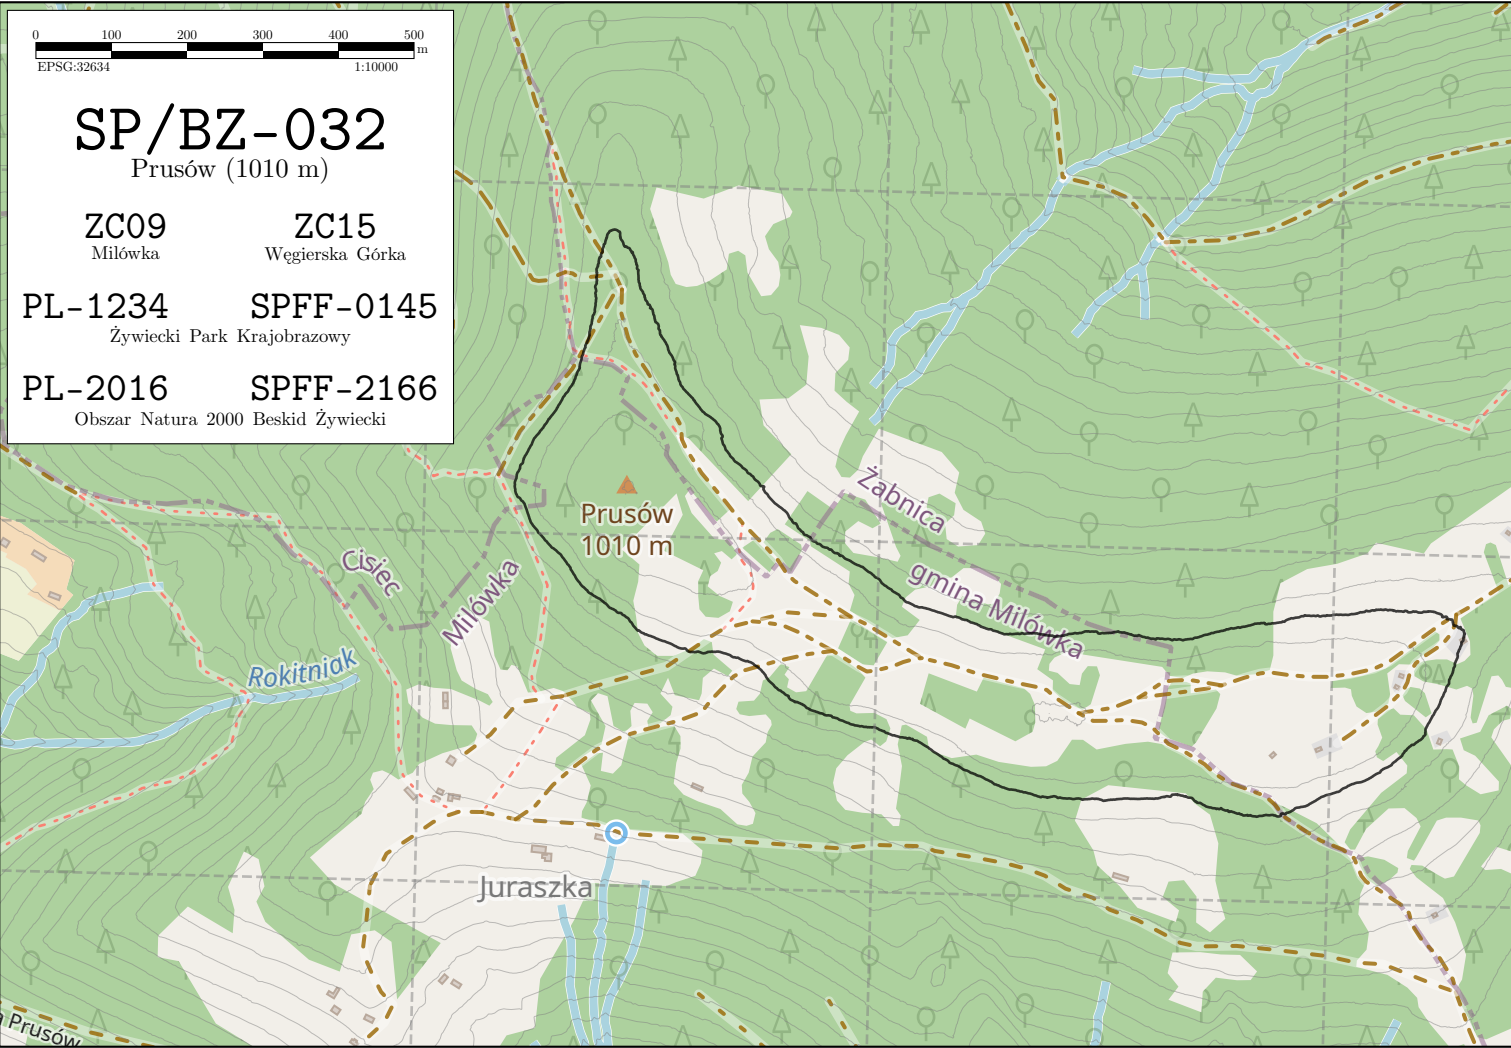 0 100 200 300 400 500
m
EPSG:32634 1:10000
SP/BZ-032
Prusów (1010 m)
ZC09 ZC15
Milówka Węgierska Górka
PL-1234 SPFF-0145
Żywiecki Park Krajobrazowy
PL-2016 SPFF-2166
Obszar Natura 2000 Beskid Żywiecki
Żabnica
Prusów
1010 m
Cisiec
Milówka
gmina Milówka
Rokitniak
Juraszka
Prusów